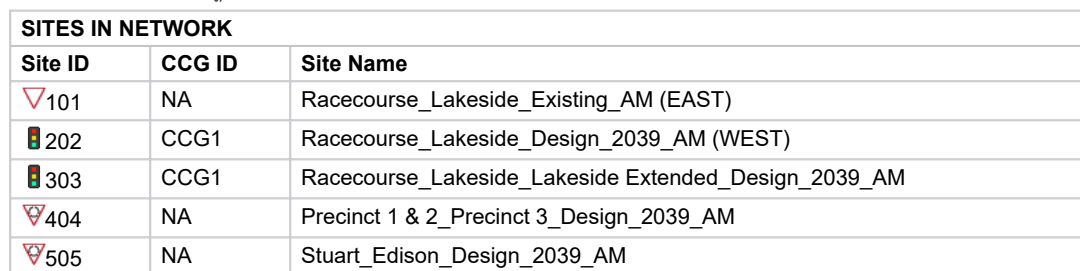 SITES IN NETWORK
Site ID CCG ID Site Name
101 NA Racecourse_Lakeside_Existing_AM (EAST)
202 CCG1 Racecourse_Lakeside_Design_2039_AM (WEST)
303 CCG1 Racecourse_Lakeside_Lakeside Extended_Design_2039_AM
404 NA Precinct 1 & 2_Precinct 3_Design_2039_AM
505 NA Stuart_Edison_Design_2039_AM